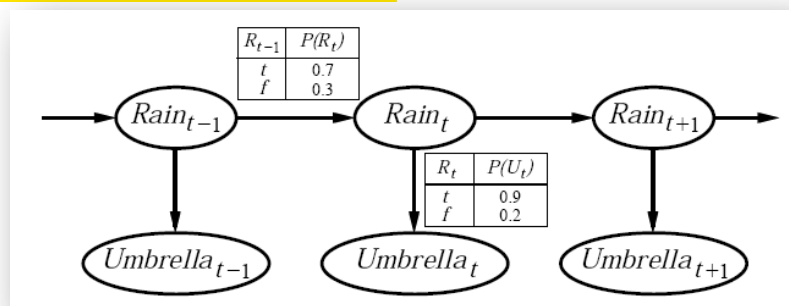 R_{t-1} P(R_t)
t 0.7
f 0.3
Rain_{t-1} Rain_t Rain_{t+1}
R_t P(U_t)
t 0.9
f 0.2
Umbrella_{t-1} Umbrella_t Umbrella_{t+1}